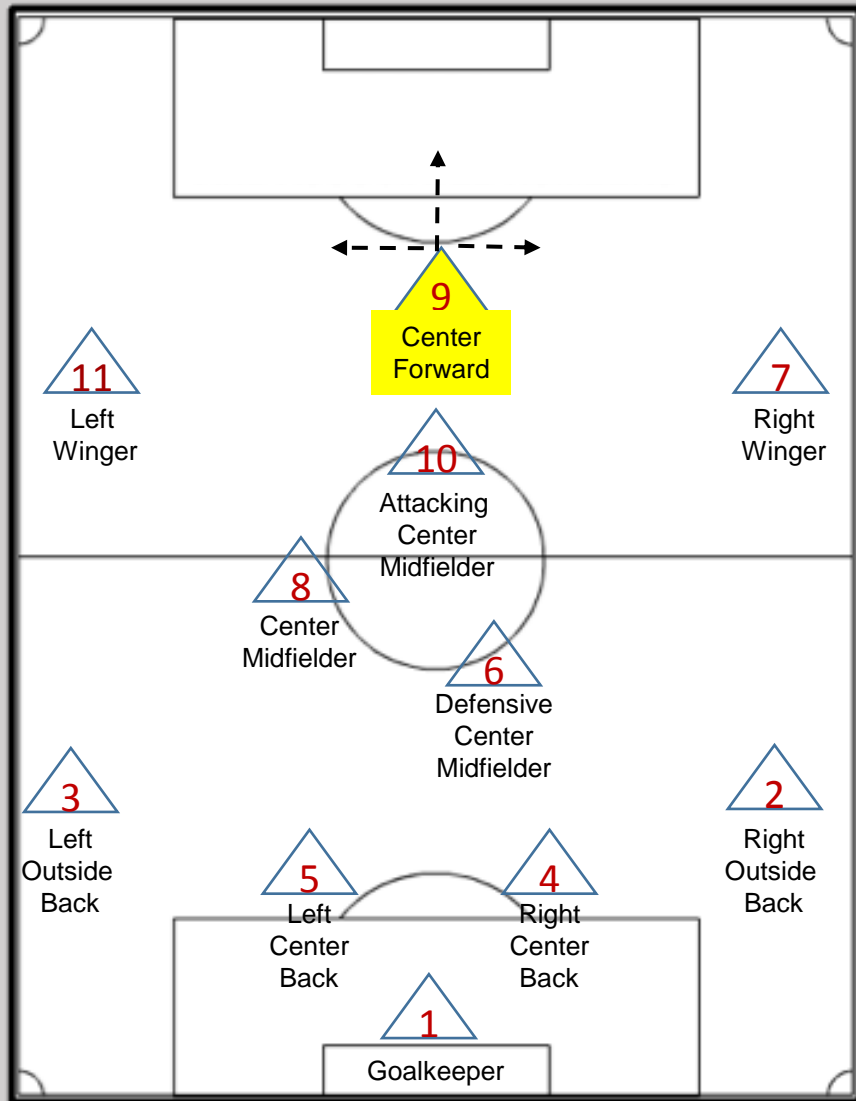 9
Center
Forward
11
Left
Winger
7
Right
Winger
10
Attacking
Center
Midfielder
8
Center
Midfielder
6
Defensive
Center
Midfielder
3
Left
Outside
Back
2
Right
Outside
Back
5
Left
Center
Back
4
Right
Center
Back
1
Goalkeeper